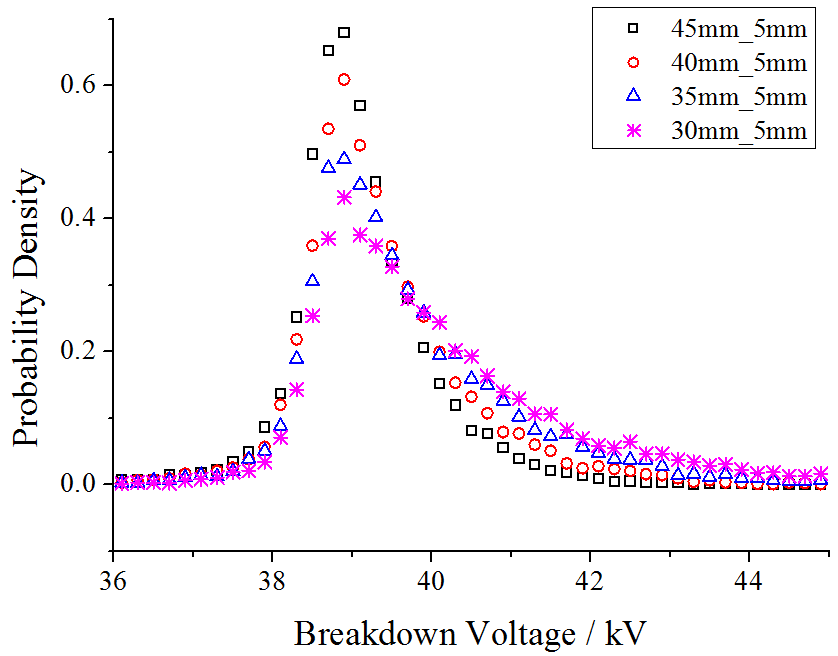 45mm_5mm
40mm_5mm
35mm_5mm
30mm_5mm
0.6
0.4
0.2
0.0
Probability Density
36 38 40 42 44
Breakdown Voltage / kV